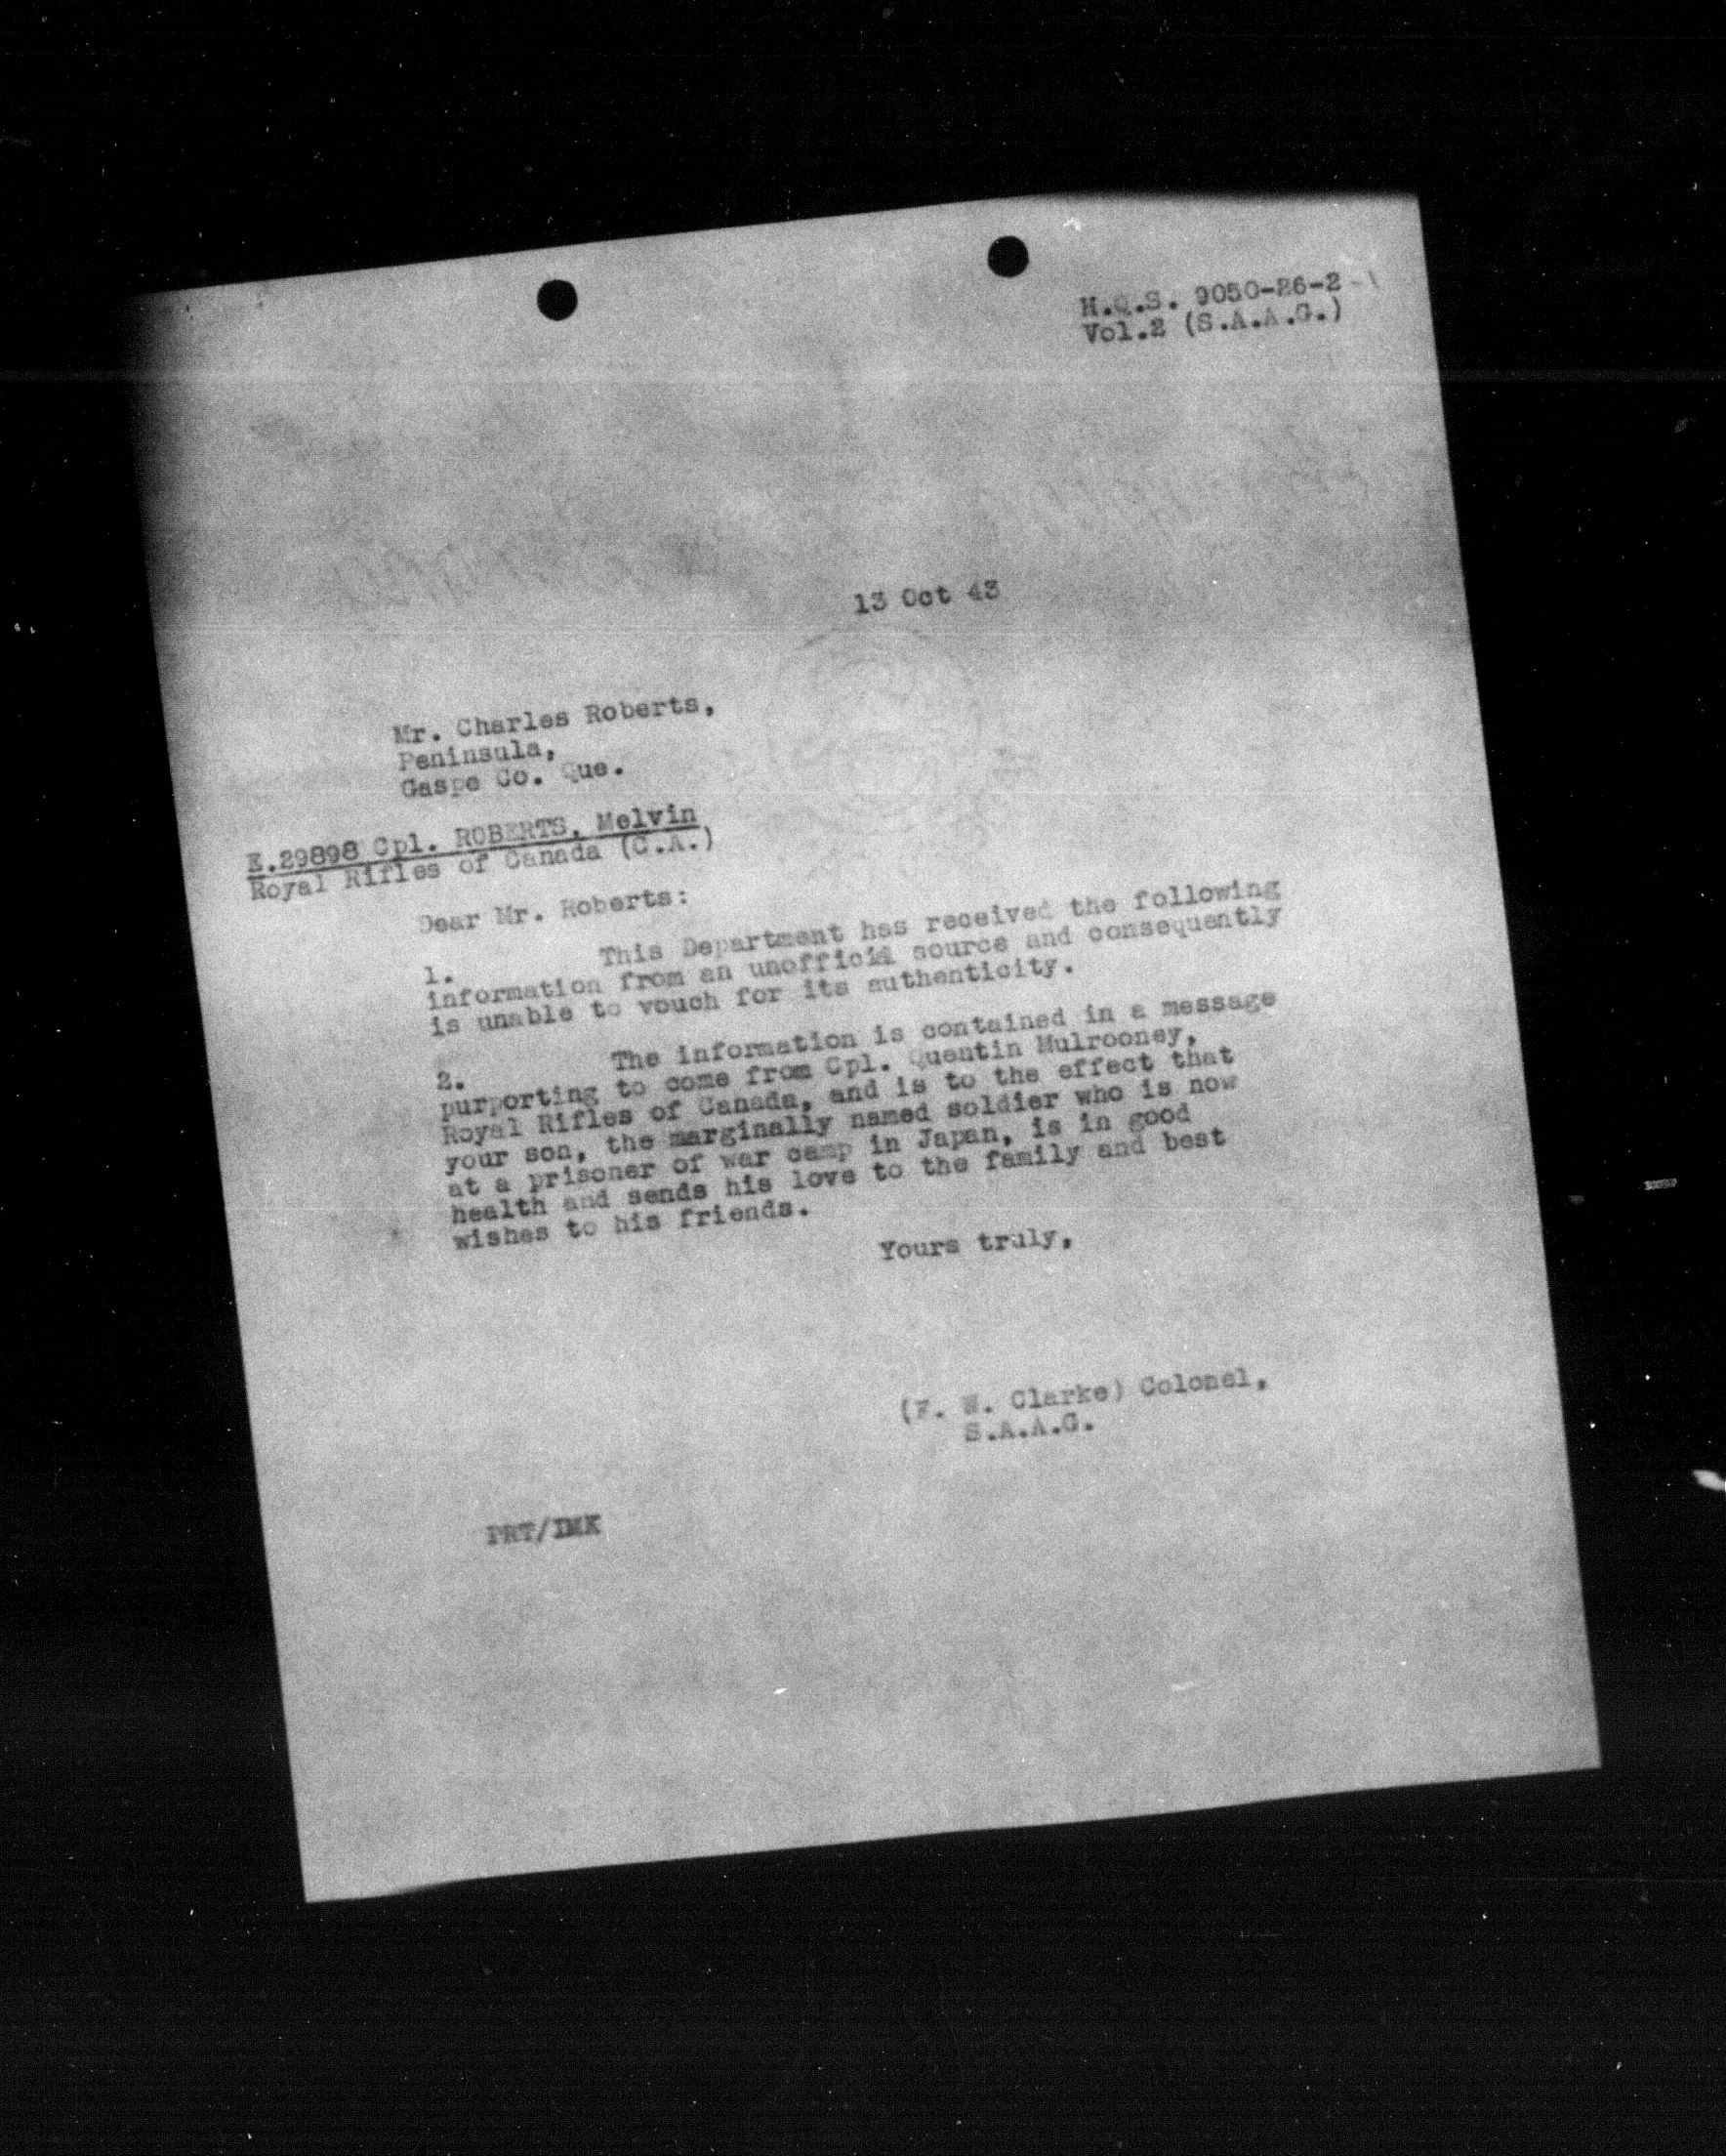 H.Q.S. 9050-26-2
Vol.2 (S.A.A.G.)
13 Oct 43
Mr. Charles Roberts,
Peninsula,
Gaspe Co. Que.
E.29898 Cpl. ROBERTS, Melvin
Royal Rifles of Canada (C.A.)
Dear Mr. Roberts:
1. This Department has received the following
information from an unofficial source and consequently
is unable to vouch for its authenticity.
2. The information is contained in a message
purporting to come from Cpl. Quentin Mulrooney,
Royal Rifles of Canada, and is to the effect that
your son, the marginally named soldier who is now
at a prisoner of war camp in Japan, is in good
health and sends his love to the family and best
wishes to his friends.
Yours truly,
(F. W. Clarke) Colonel,
S.A.A.G.
PRT/IMK